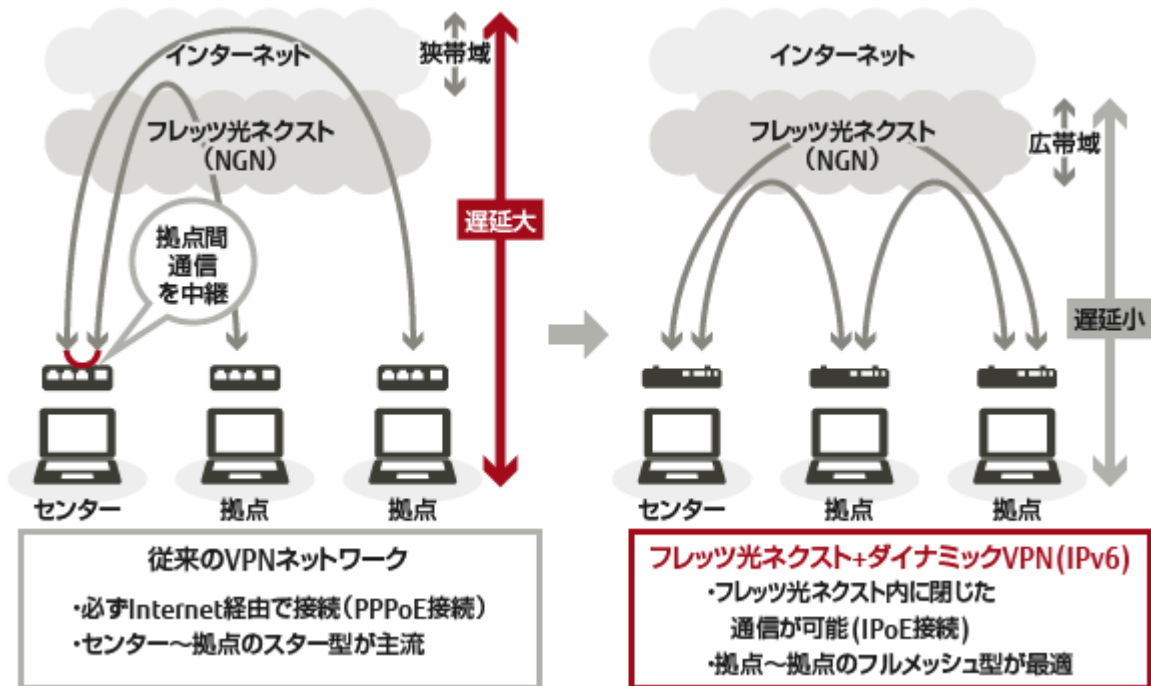 インターネット
狭帯域
フレッツ光ネクスト
(NGN)
遅延大
拠点間
通信
を中継
センター
拠点
拠点
従来のVPNネットワーク
・必ずInternet経由で接続(PPPoE接続)
・センター～拠点のスター型が主流
インターネット
フレッツ光ネクスト
(NGN)
広帯域
遅延小
センター
拠点
拠点
フレッツ光ネクスト+ダイナミックVPN(IPv6)
・フレッツ光ネクスト内に閉じた
通信が可能(IPoE接続)
・拠点～拠点のフルメッシュ型が最適